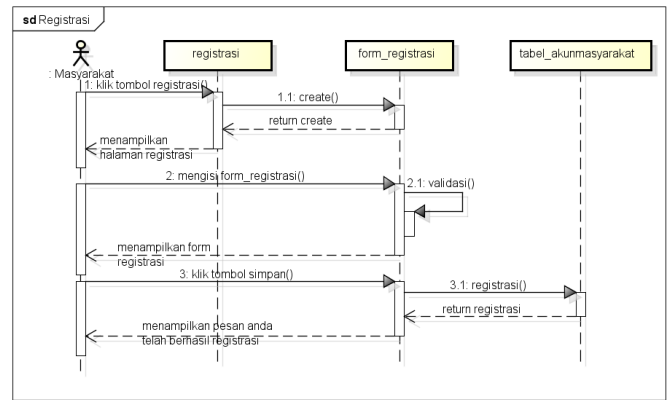 sd Registrasi
registrasi
form_registrasi
tabel_akunmasyarakat
: Masyarakat
1: klik tombol registrasi()
1.1: create()
return create
menampilkan
halaman registrasi
2: mengisi form_registrasi()
2.1: validasi()
menampilkan form
registrasi
3: klik tombol simpan()
3.1: registrasi()
return registrasi
menampilkan pesan anda
telah berhasil registrasi